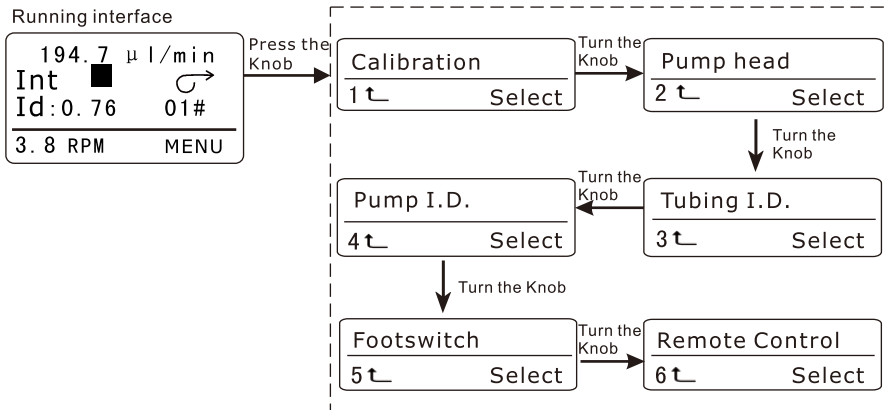 Running interface
194.7 μl/min
Int
Id:0.76 01#
3.8 RPM MENU
Press the
Knob
Calibration
1 Select
Turn the
Knob
Pump head
2 Select
Turn the
Knob
Tubing I.D.
3 Select
Turn the
Knob
Pump I.D.
4 Select
Turn the Knob
Footswitch
5 Select
Turn the
Knob
Remote Control
6 Select